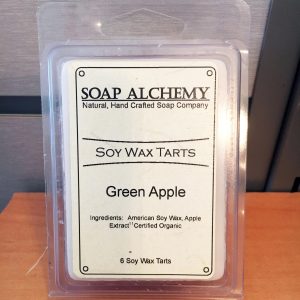 SOAP ALCHEMY
Natural, Hand Crafted Soap Company
SOY WAX TARTS
Green Apple
Ingredients: American Soy Wax, Apple
Extract Certified Organic
6 Soy Wax Tarts